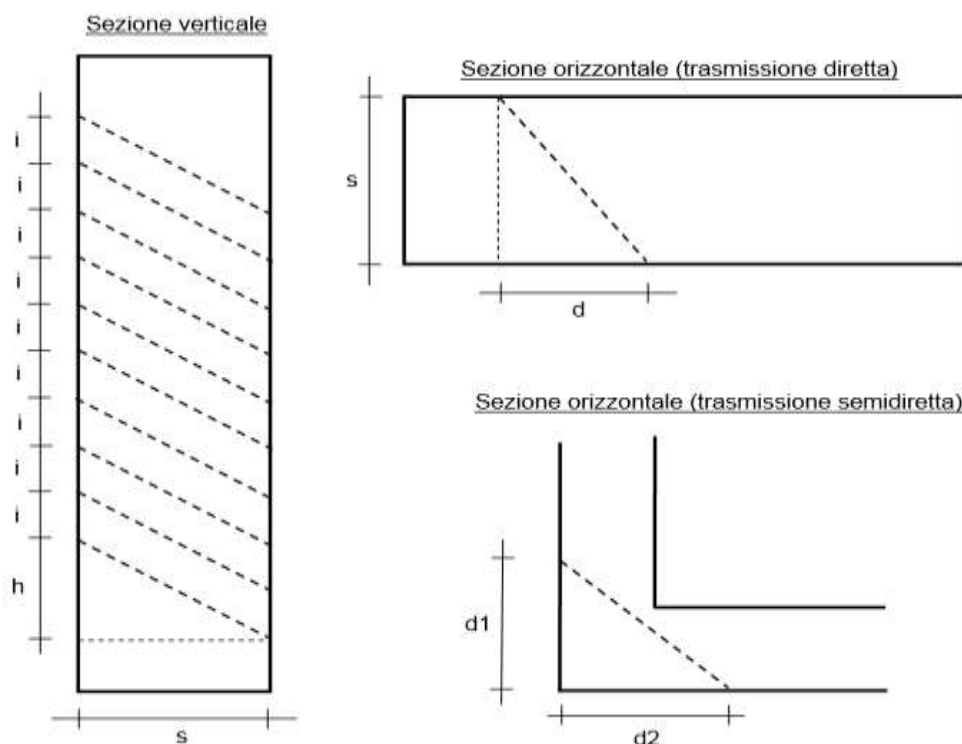 Sezione verticale
i
i
i
i
i
i
i
i
i
h
s
Sezione orizzontale (trasmissione diretta)
s
d
Sezione orizzontale (trasmissione semidiretta)
d1
d2